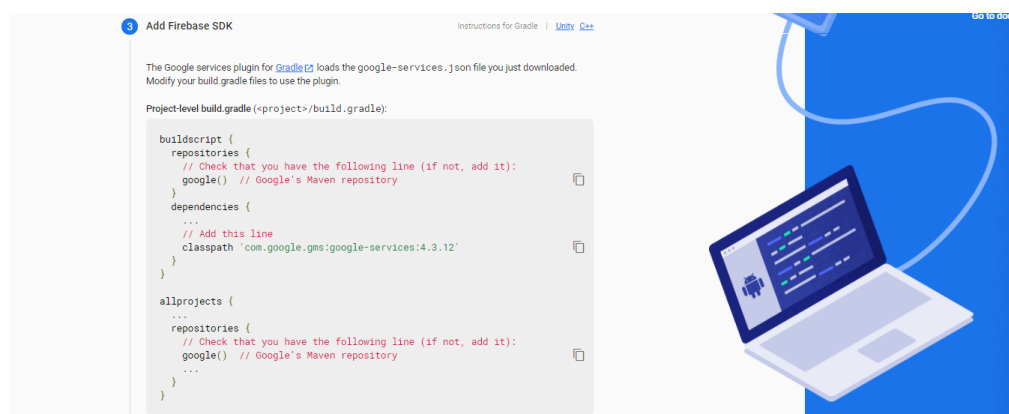 Go to doc
3 Add Firebase SDK
Instructions for Gradle | Unity C++
The Google services plugin for Gradle loads the google-services.json file you just downloaded.
Modify your build.gradle files to use the plugin.
Project-level build.gradle (<project>/build.gradle):
buildscript {
  repositories {
    // Check that you have the following line (if not, add it):
    google()  // Google's Maven repository
  }
  dependencies {
    ...
    // Add this line
    classpath 'com.google.gms:google-services:4.3.12'
  }
}
allprojects {
  ...
  repositories {
    // Check that you have the following line (if not, add it):
    google()  // Google's Maven repository
    ...
  }
}